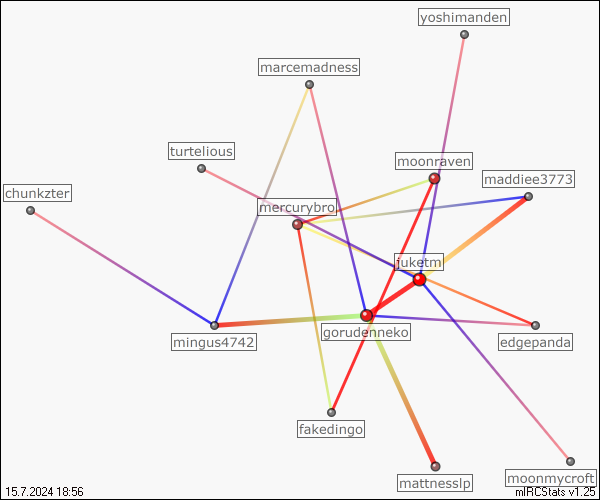 yoshimanden
marcemadness
turtelious
moonraven
maddiee3773
chunkzter
mercurybro
juketm
gorudenneko
mingus4742
edgepanda
fakedingo
mattnesslp
moonmycroft
15.7.2024 18:56
mIRCStats v1.25